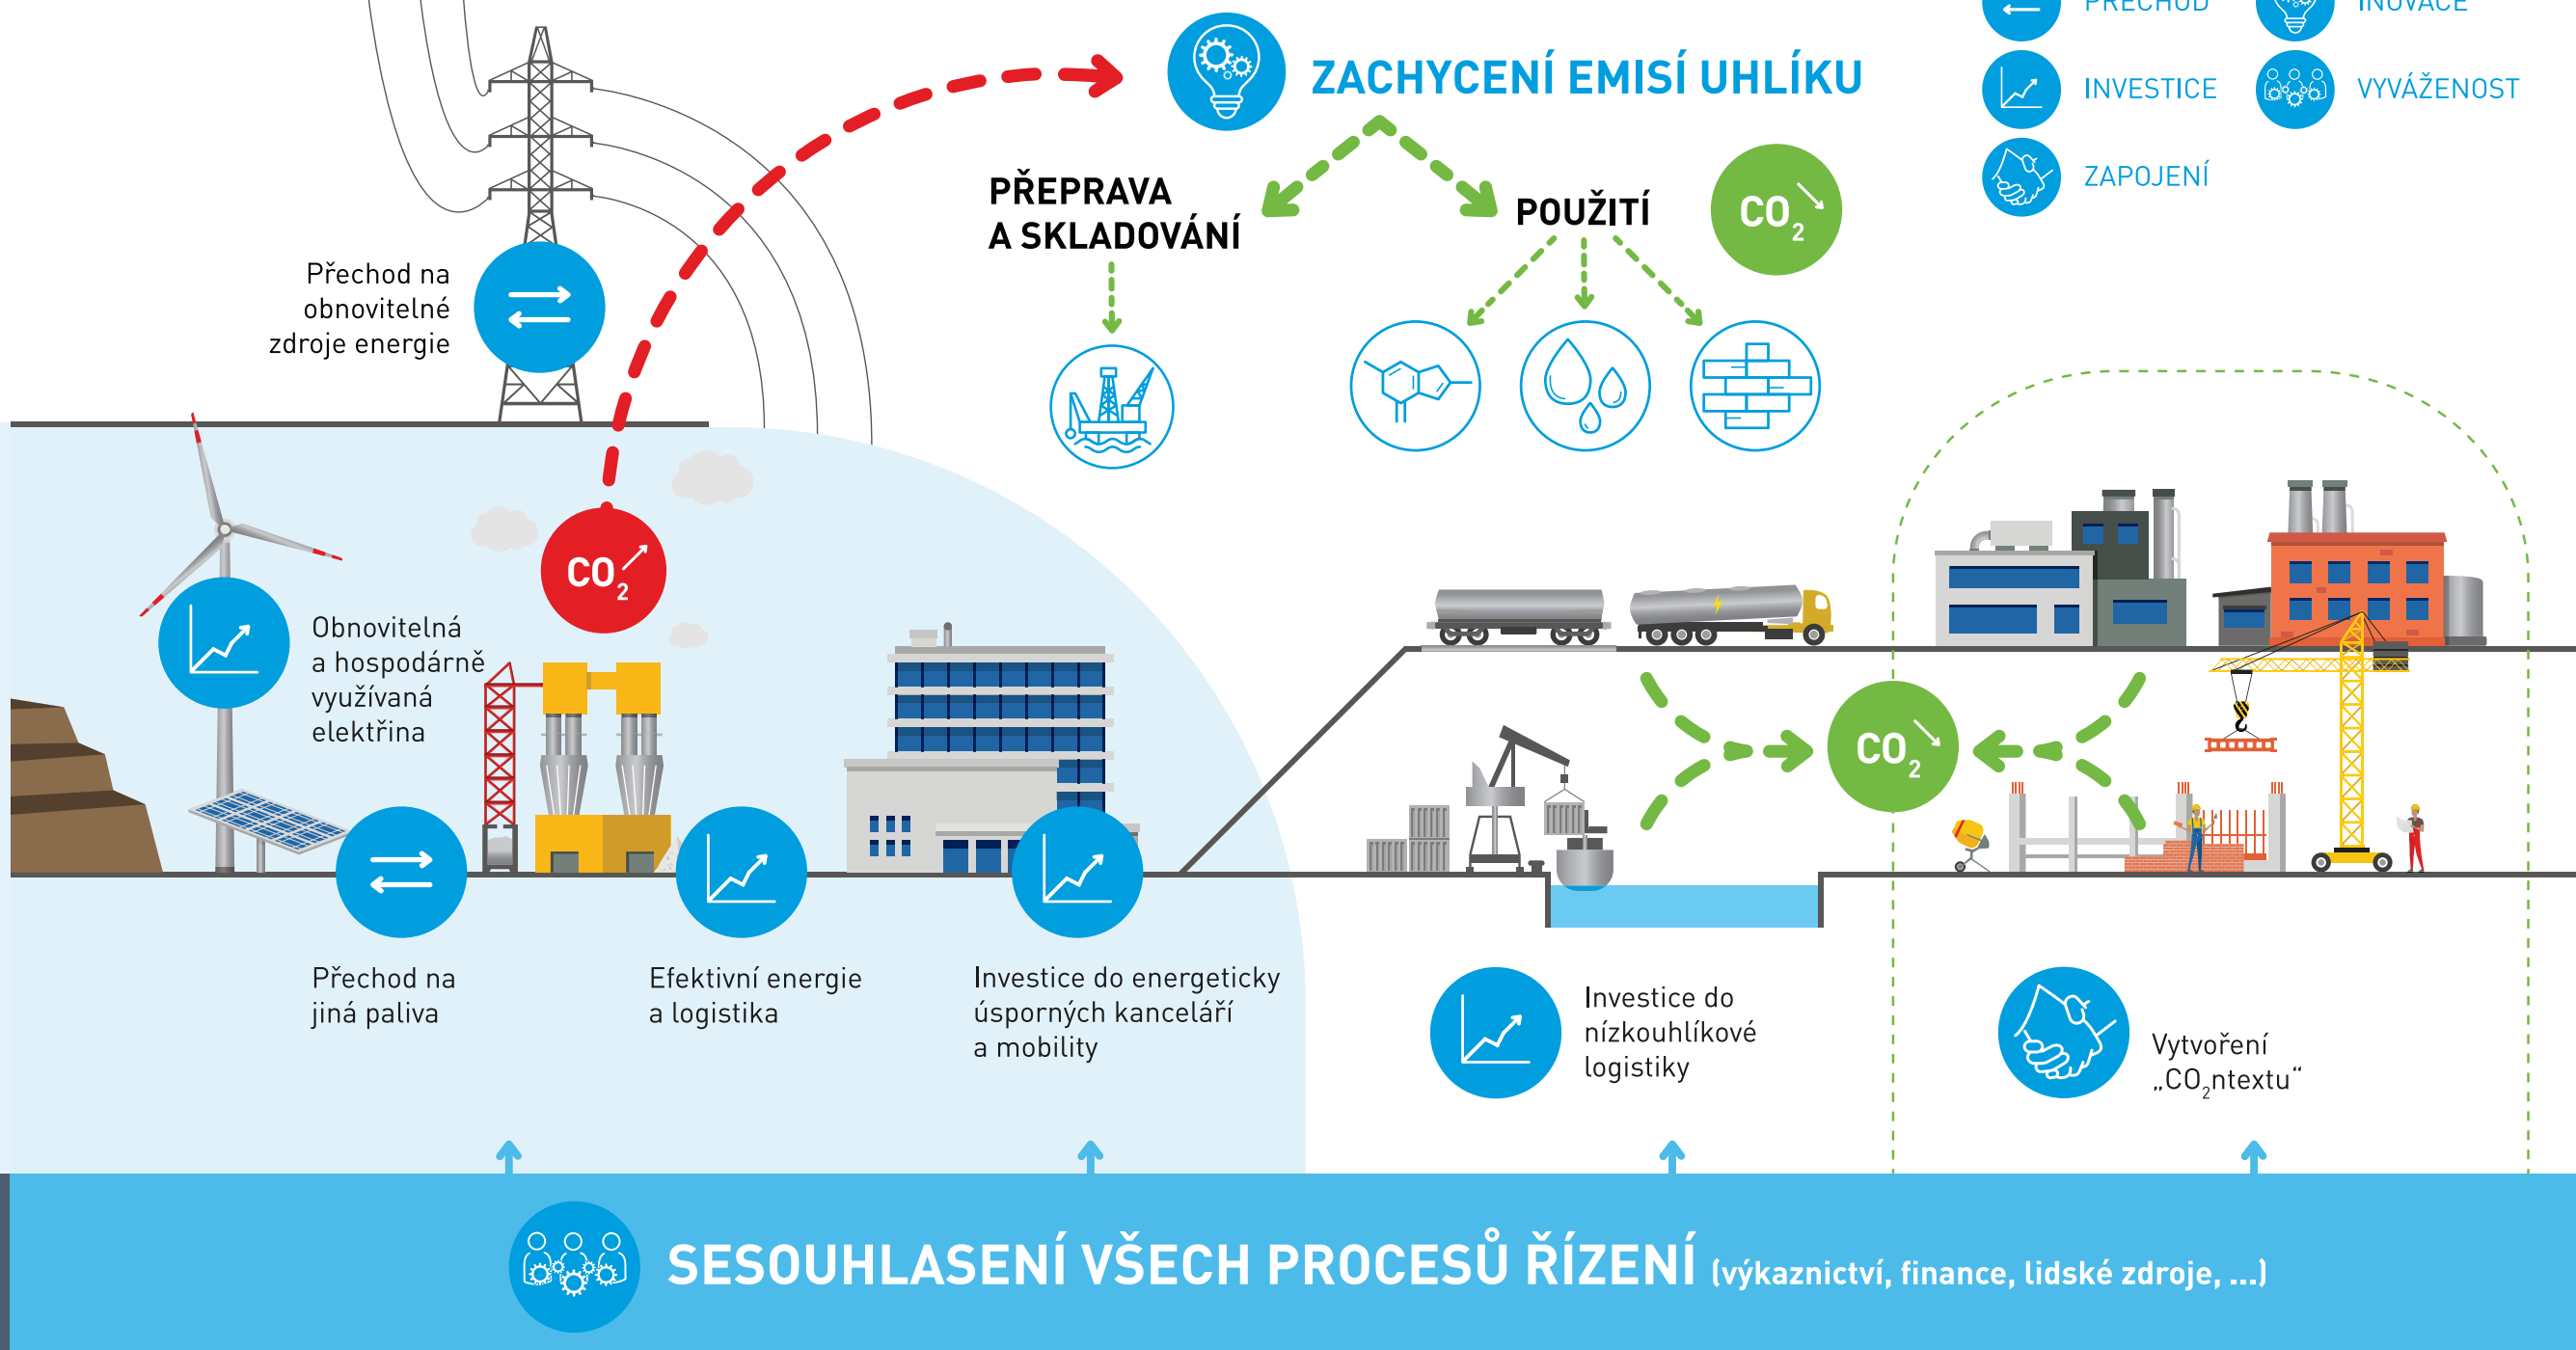 PŘECHOD
INOVACE
ZACHYCENÍ EMISÍ UHLÍKU
INVESTICE
VYVÁŽENOST
ZAPOJENÍ
PŘEPRAVA
A SKLADOVÁNÍ
POUŽITÍ
CO2
Přechod na
obnovitelné
zdroje energie
CO2
Obnovitelná
a hospodárně
využívaná
elektřina
CO2
Přechod na
jiná paliva
Efektivní energie
a logistika
Investice do energeticky
úsporných kanceláří
a mobility
Investice do
nízkouhlíkové
logistiky
Vytvoření
„CO2ntextu“
SESOUHLASENÍ VŠECH PROCESŮ ŘÍZENÍ (výkaznictví, finance, lidské zdroje, ...)